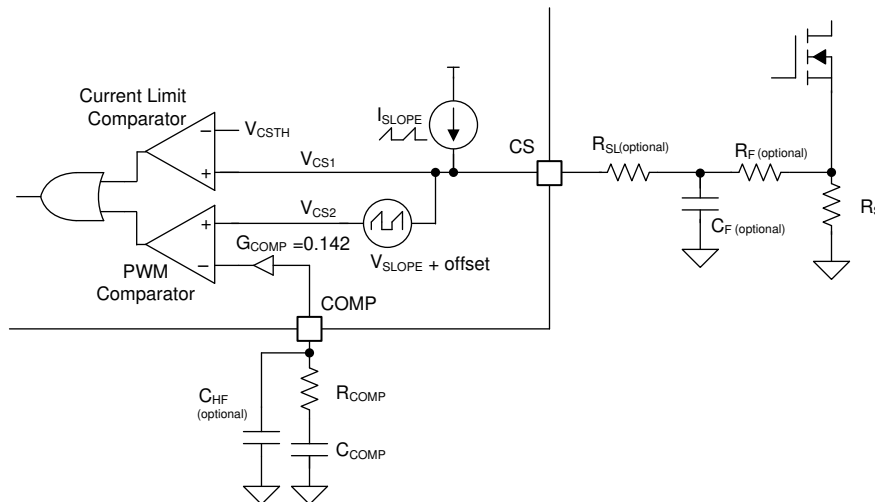 Current Limit
Comparator
V_CSTH
V_CS1
I_SLOPE
CS
R_SL(optional)
R_F (optional)
C_F (optional)
V_CS2
G_COMP =0.142
V_SLOPE + offset
PWM
Comparator
COMP
C_HF
(optional)
R_COMP
C_COMP